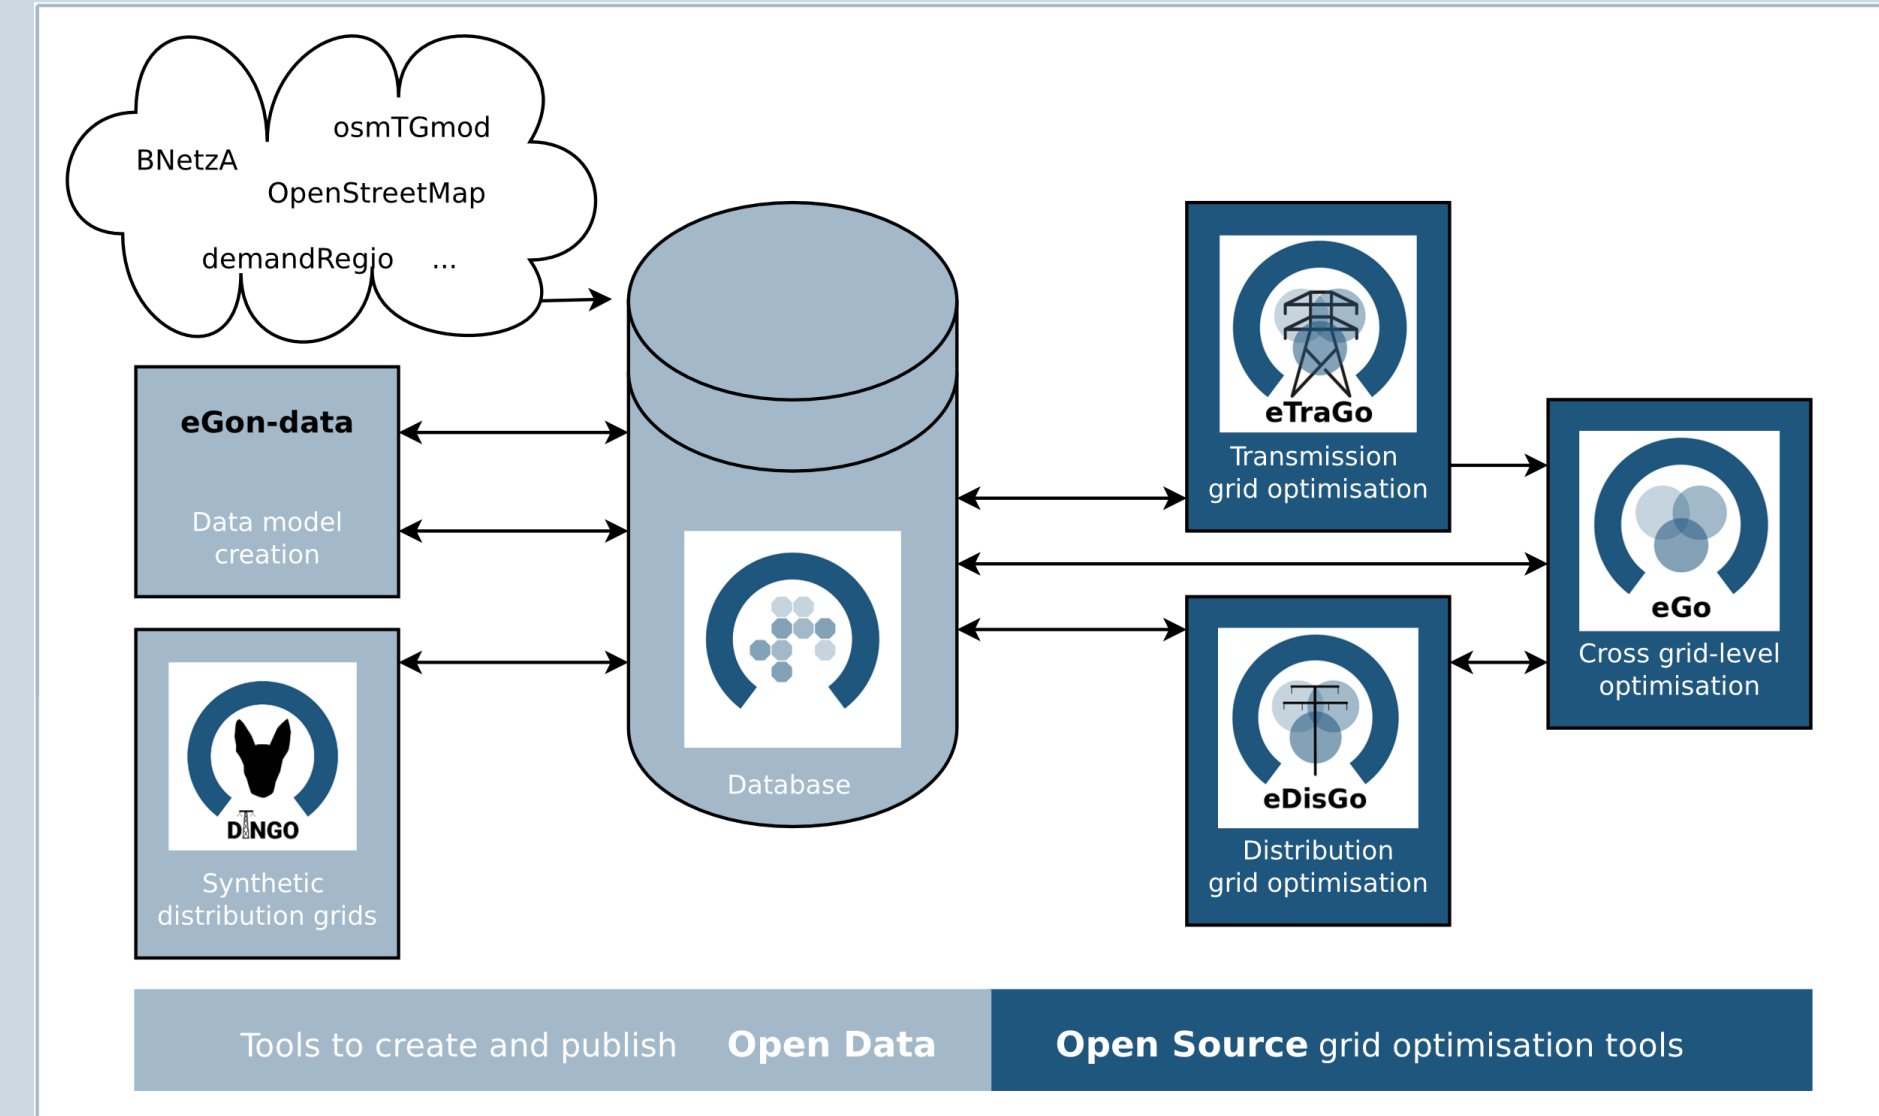 osmTGmod
BNetzA
OpenStreetMap
demandRegio ...
eGon-data
Data model
creation
DINGO
Synthetic
distribution grids
Database
eTraGo
Transmission
grid optimisation
eDisGo
Distribution
grid optimisation
eGo
Cross grid-level
optimisation
Tools to create and publish Open Data
Open Source grid optimisation tools